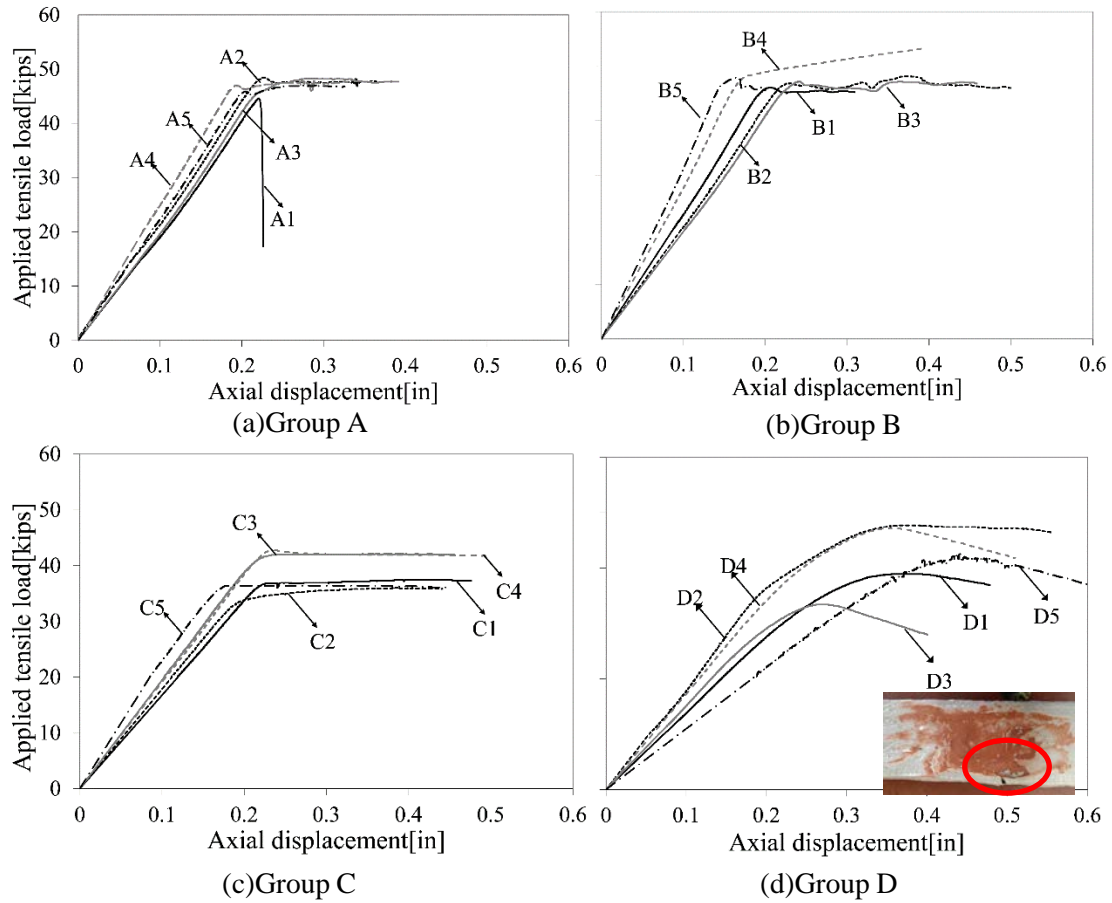 60
50
40
30
20
10
0
Applied tensile load[kips]
A2
A5
A4
A3
A1
0
0.1
0.2
0.3
0.4
0.5
0.6
Axial displacement[in]
(a)Group A
B4
B5
B1
B3
B2
0
0.1
0.2
0.3
0.4
0.5
0.6
Axial displacement[in]
(b)Group B
60
50
40
30
20
10
0
Applied tensile load[kips]
C3
C5
C4
C2
C1
0
0.1
0.2
0.3
0.4
0.5
0.6
Axial displacement[in]
(c)Group C
D4
D2
D1
D5
D3
0
0.1
0.2
0.3
0.4
0.5
0.6
Axial displacement[in]
(d)Group D